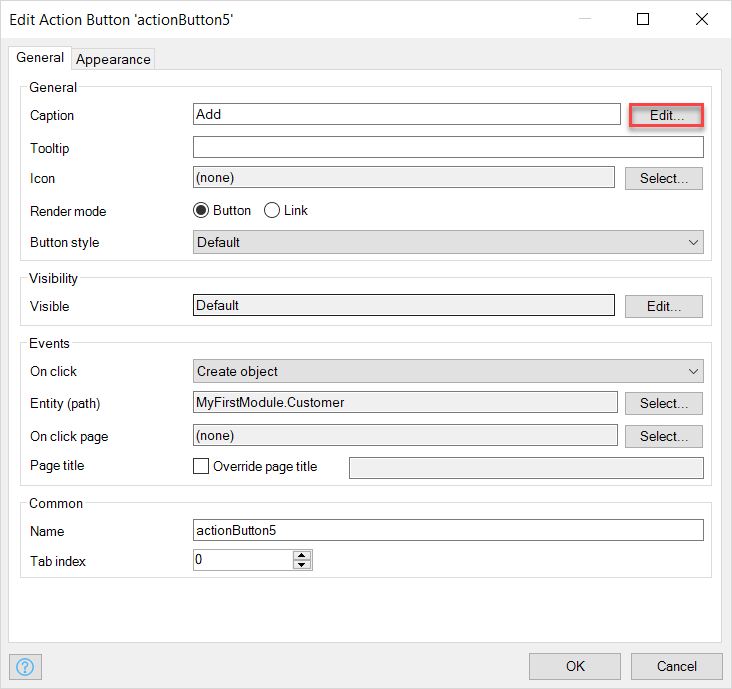 Edit Action Button 'actionButton5'
General Appearance
General
Caption Add Edit...
Tooltip
Icon (none) Select...
Render mode Button Link
Button style Default
Visibility
Visible Default Edit...
Events
On click Create object
Entity (path) MyFirstModule.Customer Select...
On click page (none) Select...
Page title Override page title
Common
Name actionButton5
Tab index 0
? OK Cancel